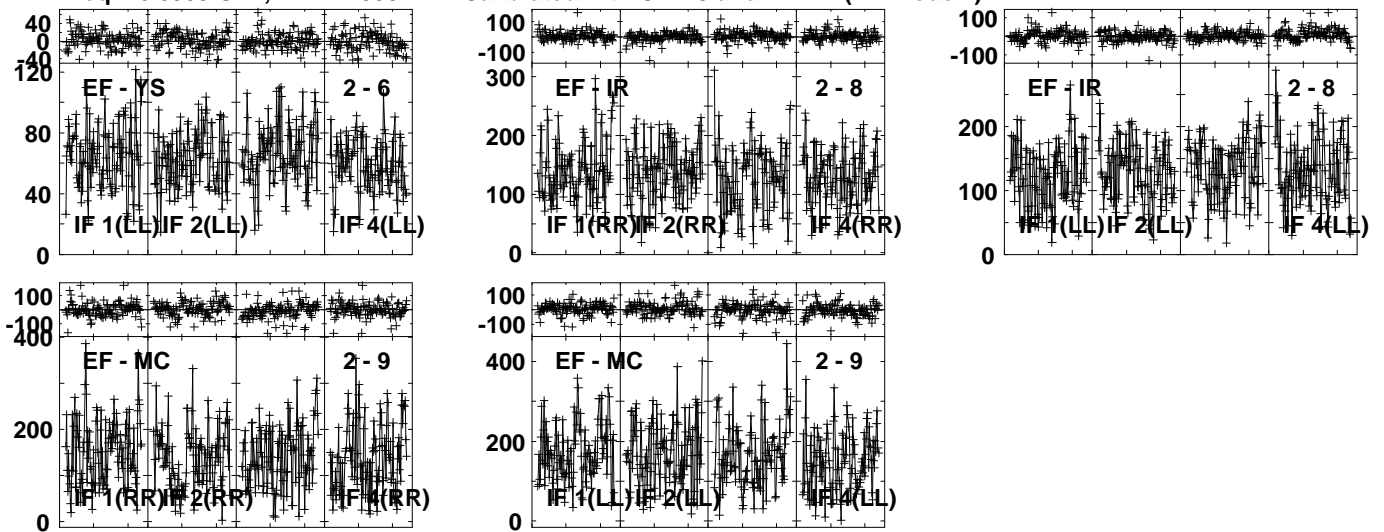 40
0
-40
120
80
40
0
EF - YS
2 - 6
IF 1(LL)
IF 2(LL)
IF 4(LL)
100
-100
300
200
100
0
EF - IR
2 - 8
IF 1(RR)
IF 2(RR)
IF 4(RR)
100
-100
200
100
0
EF - IR
2 - 8
IF 1(LL)
IF 2(LL)
IF 4(LL)
100
-100
400
200
0
EF - MC
2 - 9
IF 1(RR)
IF 2(RR)
IF 4(RR)
100
-100
400
200
0
EF - MC
2 - 9
IF 1(LL)
IF 2(LL)
IF 4(LL)